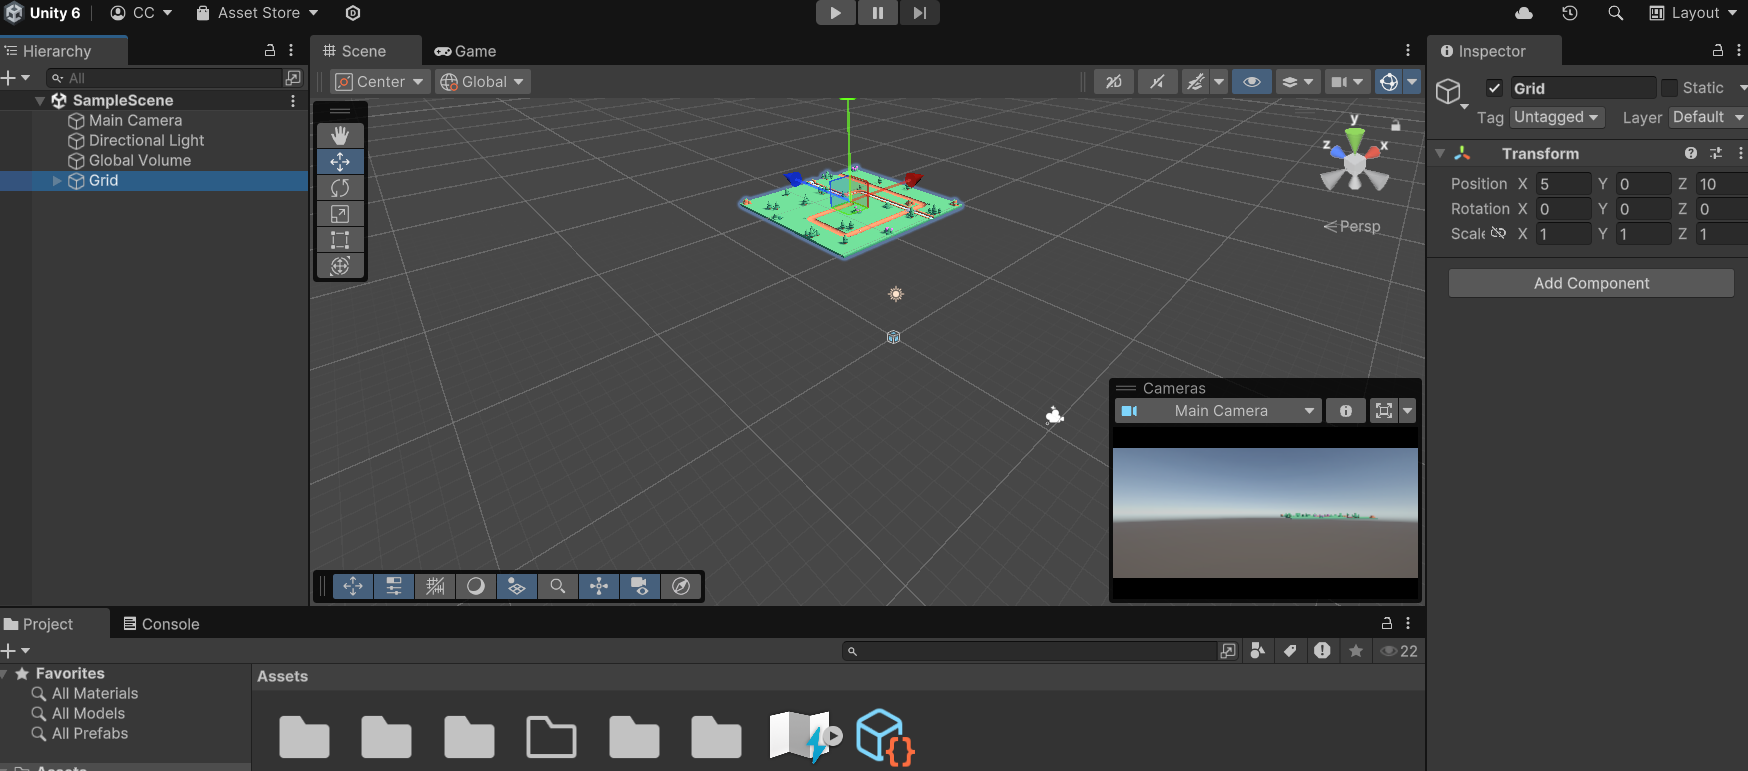 Unity 6 CC Asset Store Layout
Hierarchy
All
SampleScene
Main Camera
Directional Light
Global Volume
Grid
Scene Game
Center Global 2D
y
z x
Persp
Cameras
Main Camera
Inspector
Grid Static
Tag Untagged Layer Default
Transform
Position X 5 Y 0 Z 10
Rotation X 0 Y 0 Z 0
Scale X 1 Y 1 Z 1
Add Component
Project Console
22
Favorites
All Materials
All Models
All Prefabs
Assets
Assets